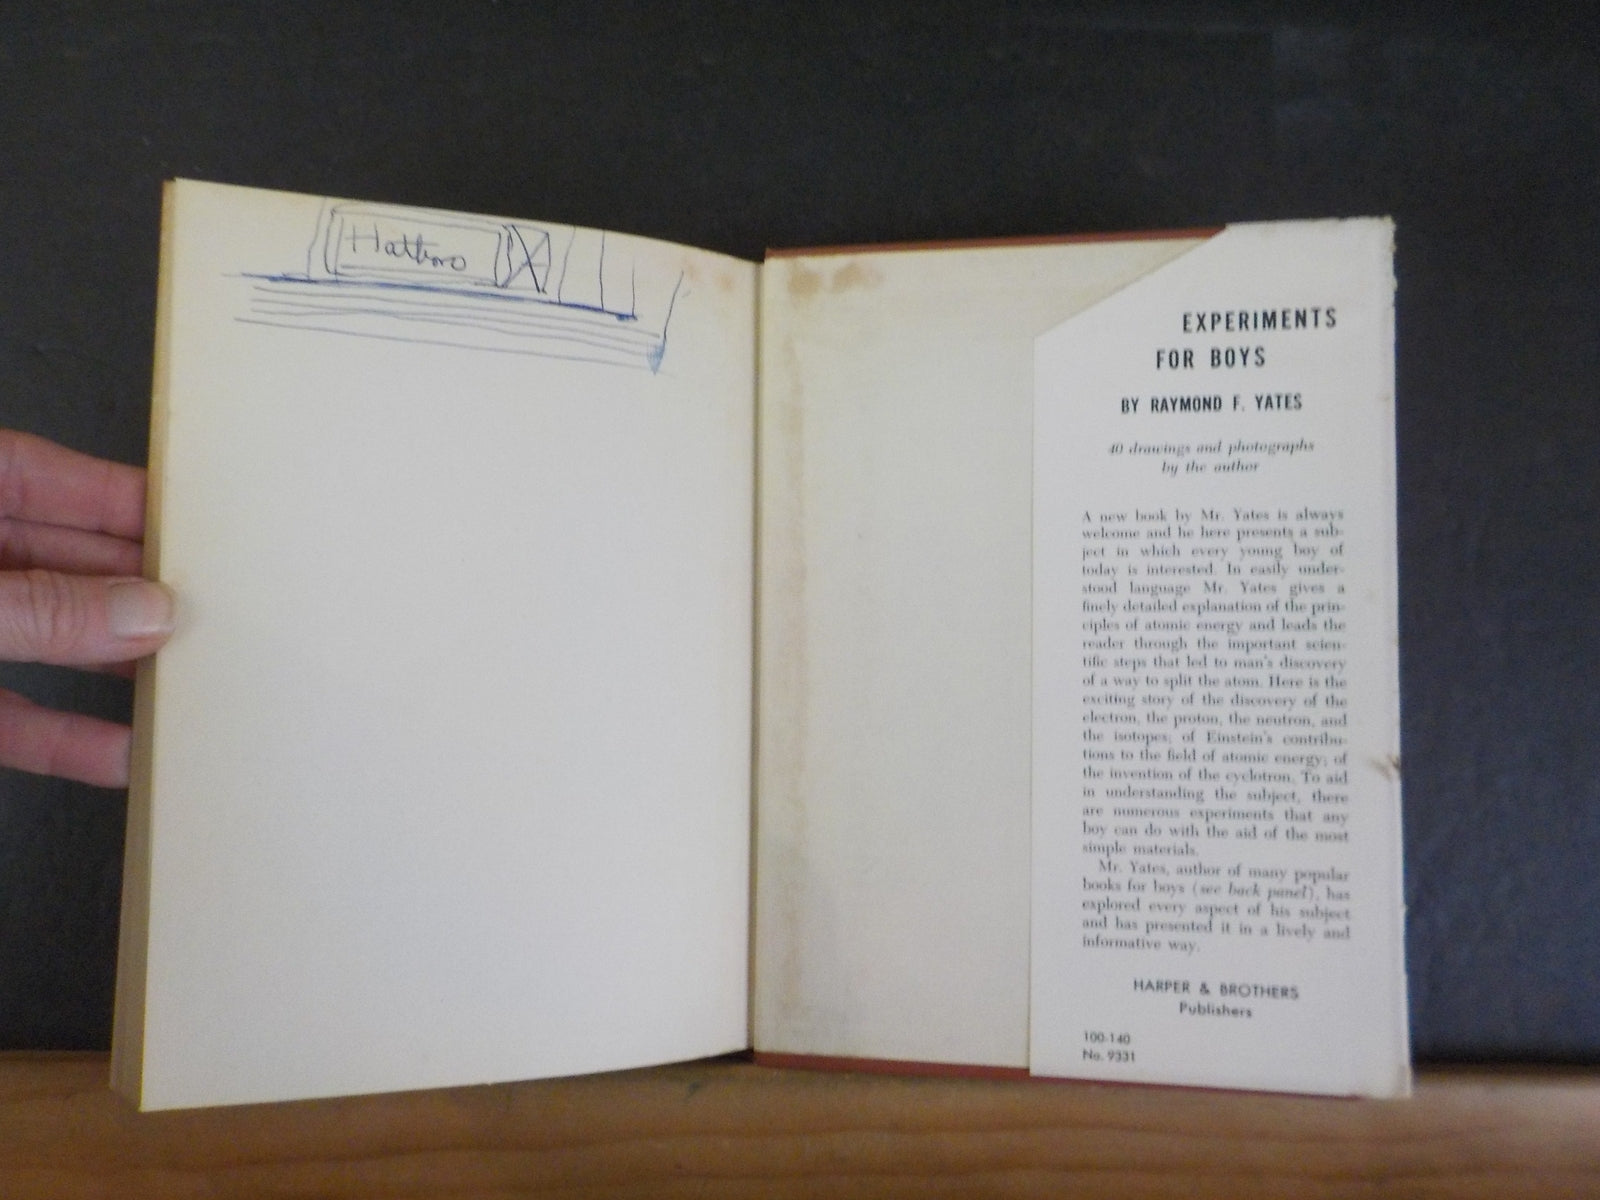 Hatboro
EXPERIMENTS
FOR BOYS
BY RAYMOND F. YATES
40 drawings and photographs
by the author
A new book by Mr. Yates is always
welcome and he here presents a sub-
ject in which every young boy of
today is interested. In easily under-
stood language Mr. Yates gives a
finely detailed explanation of the prin-
ciples of atomic energy and leads the
reader through the important scien-
tific steps that led to man's discovery
of a way to split the atom. Here is the
exciting story of the discovery of the
electron, the proton, the neutron, and
the isotopes; of Einstein's contribu-
tions to the field of atomic energy; of
the invention of the cyclotron. To aid
in understanding the subject, there
are numerous experiments that any
boy can do with the aid of the most
simple materials.
Mr. Yates, author of many popular
books for boys (see back panel), has
explored every aspect of his subject
and has presented it in a lively and
informative way.
HARPER & BROTHERS
Publishers
100-140
No. 9331